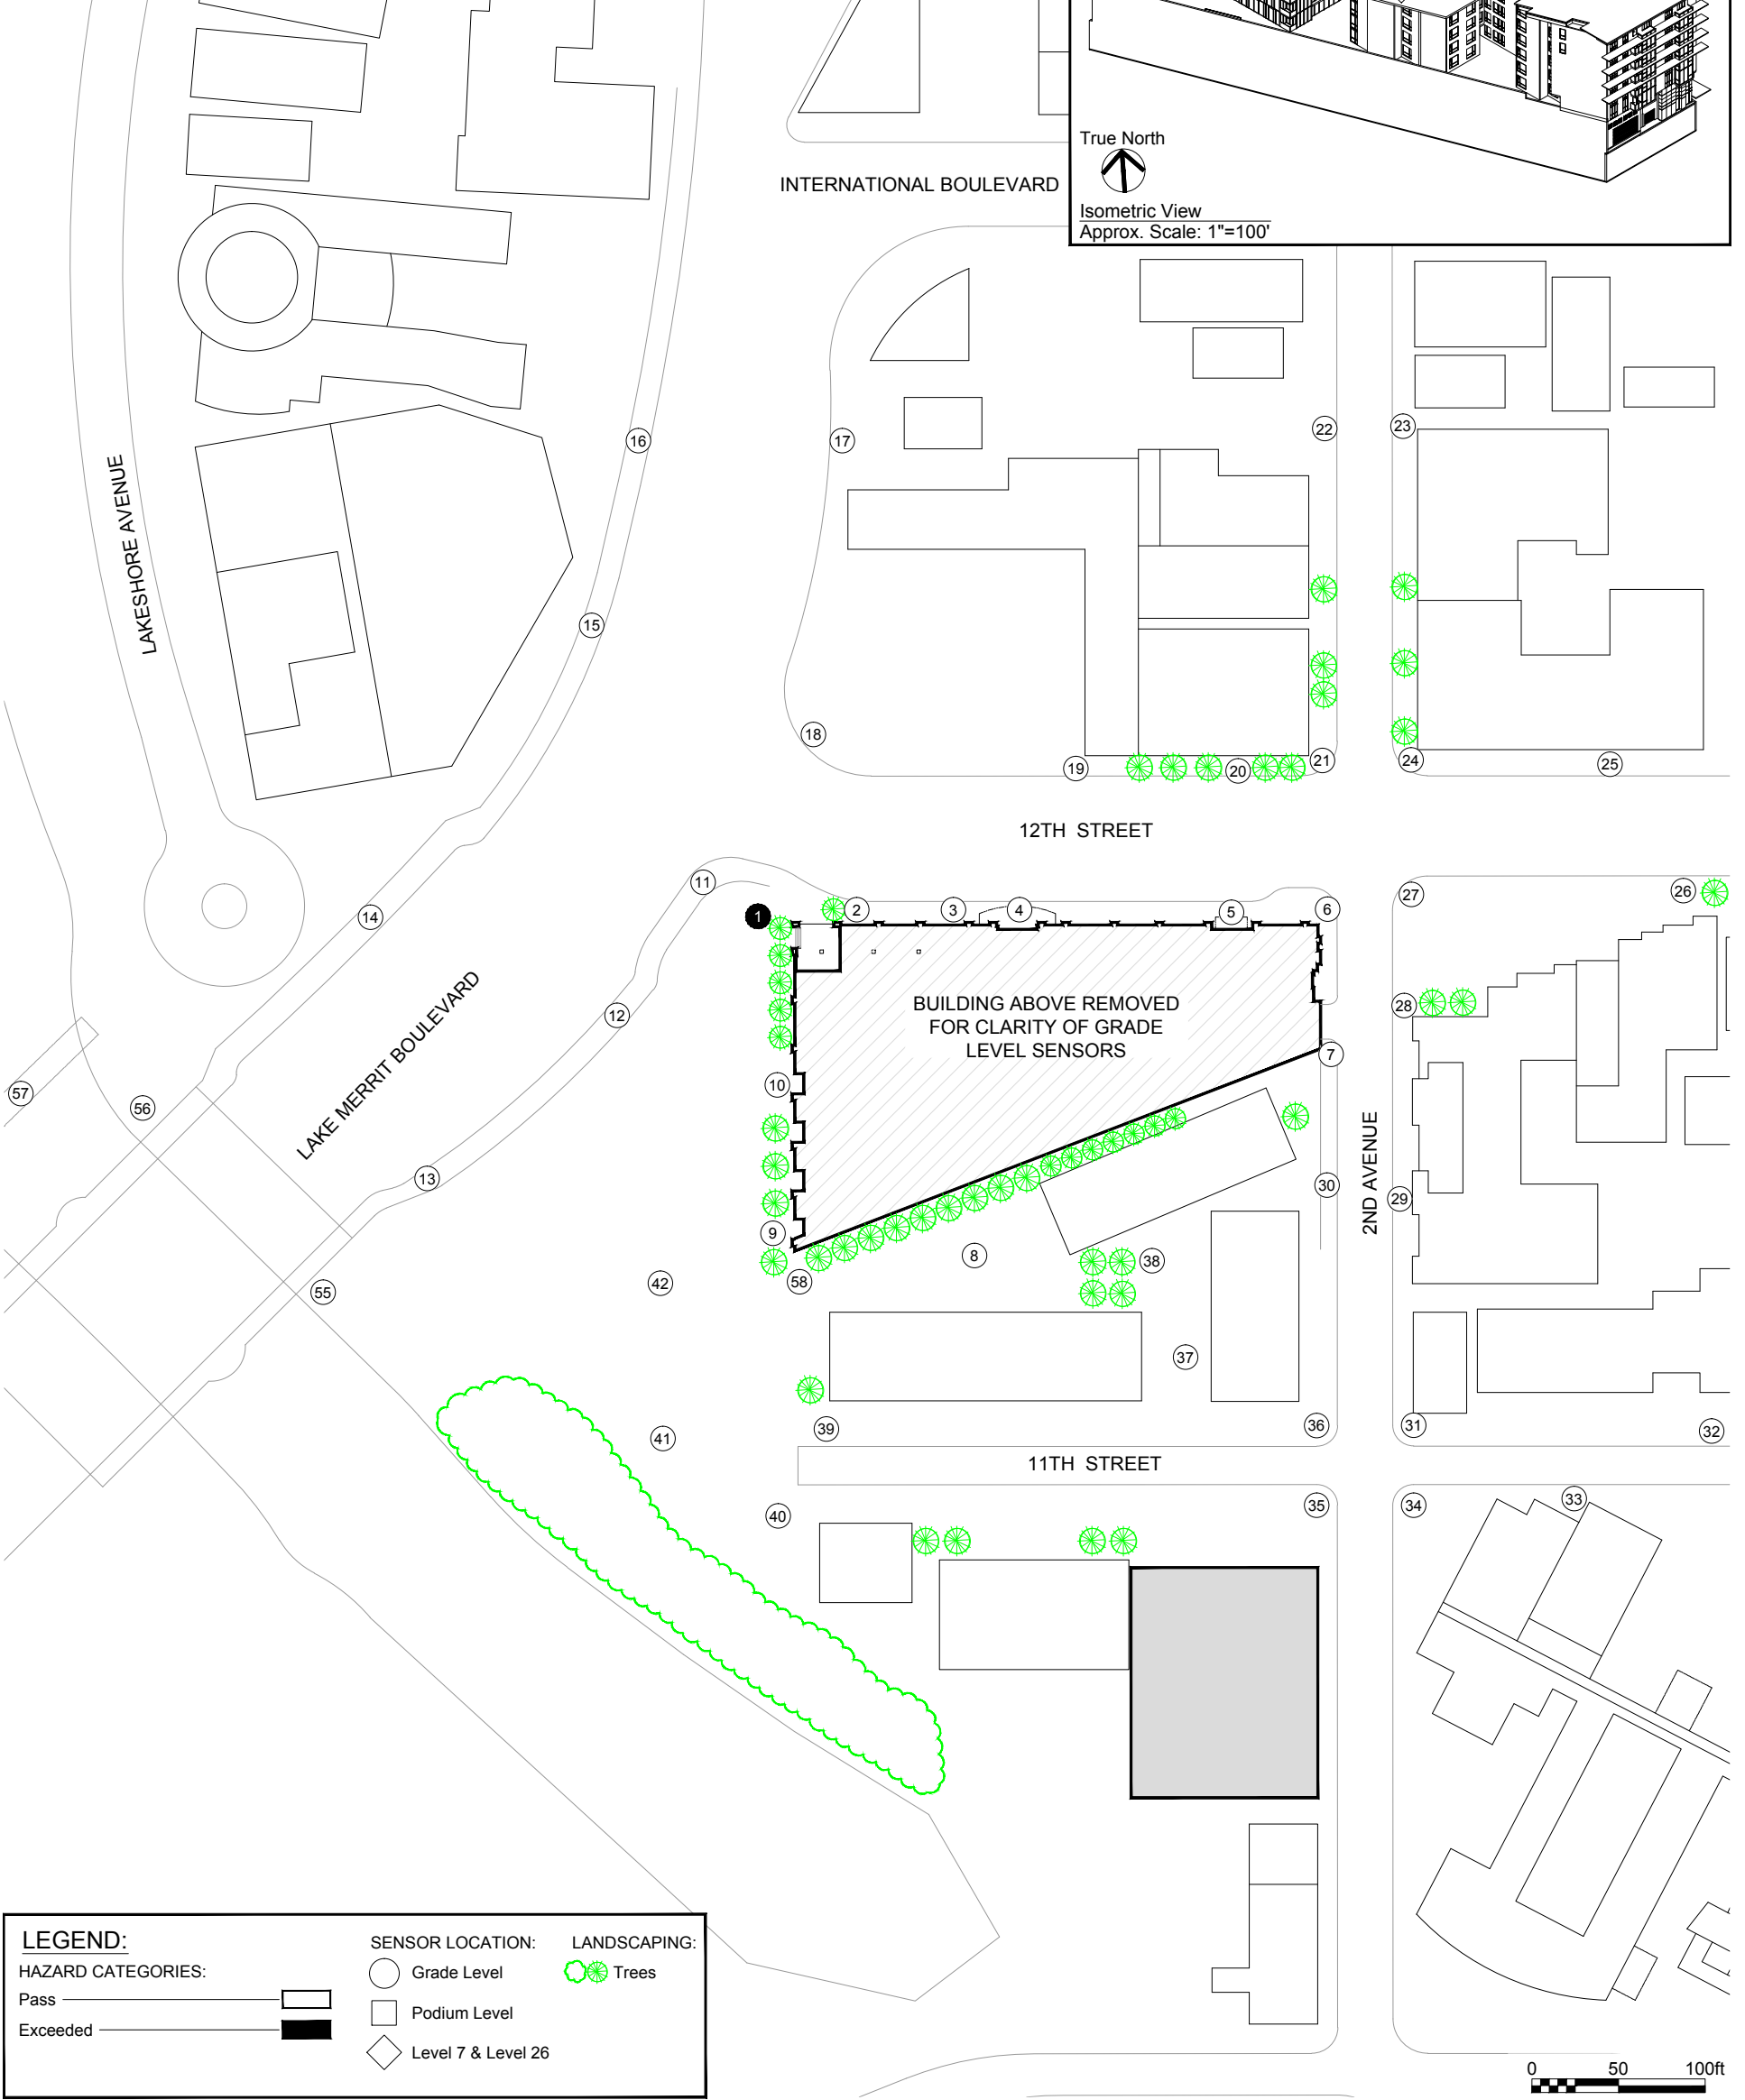 True North
Isometric View
Approx. Scale: 1"=100'
INTERNATIONAL BOULEVARD
LAKESHORE AVENUE
16
17
22
23
15
18
19
20
21
24
25
12TH STREET
11
1
2
3
4
5
6
27
26
14
12
BUILDING ABOVE REMOVED
FOR CLARITY OF GRADE
LEVEL SENSORS
28
7
LAKE MERRIT BOULEVARD
10
57
56
2ND AVENUE
13
30
29
9
8
38
58
42
55
37
39
41
36
31
32
11TH STREET
40
35
34
33
LEGEND:
HAZARD CATEGORIES:
Pass
Exceeded
SENSOR LOCATION:
Grade Level
Podium Level
Level 7 & Level 26
LANDSCAPING:
Trees
0 50 100ft